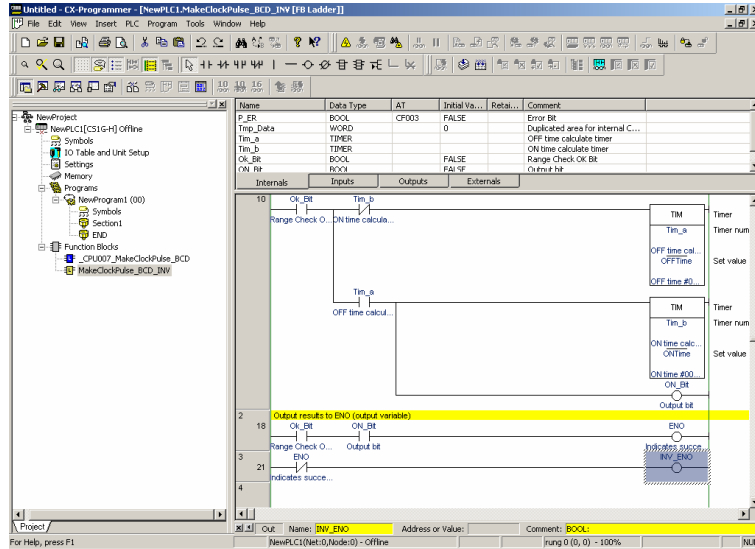 Untitled - CX-Programmer - [NewPLC1.MakeClockPulse_BCD_INV [FB Ladder]]
File Edit View Insert PLC Program Tools Window Help
NewProject
NewPLC1[CS1G-H] Offline
Symbols
IO Table and Unit Setup
Settings
Memory
Programs
NewProgram1 (00)
Symbols
Section1
END
Function Blocks
_CPU007_MakeClockPulse_BCD
MakeClockPulse_BCD_INV
Project
Name Data Type AT Initial Va... Retai... Comment
P_ER BOOL CF003 FALSE Error Bit
Tmp_Data WORD 0 Duplicated area for internal C...
Tim_a TIMER OFF time calculate timer
Tim_b TIMER ON time calculate timer
Ok_Bit BOOL FALSE Range Check OK Bit
ON_Bit BOOL FALSE Output bit
Internals Inputs Outputs Externals
10 Ok_Bit Tim_b
Range Check O... ON time calcula...
TIM Timer
Tim_a Timer num
OFF time cal...
OFFTime Set value
OFF time #0...
Tim_a
OFF time calcul...
TIM Timer
Tim_b Timer num
ON time calc...
ONTime Set value
ON time #00...
ON_Bit
Output bit
2 Output results to ENO (output variable)
18 Ok_Bit ON_Bit ENO
Range Check O... Output bit Indicates succe...
3 ENO INV_ENO
21
Indicates succe...
4
Out Name: INV_ENO Address or Value: Comment: BOOL:
For Help, press F1 NewPLC1(Net:0,Node:0) - Offline rung 0 (0, 0) - 100% NU